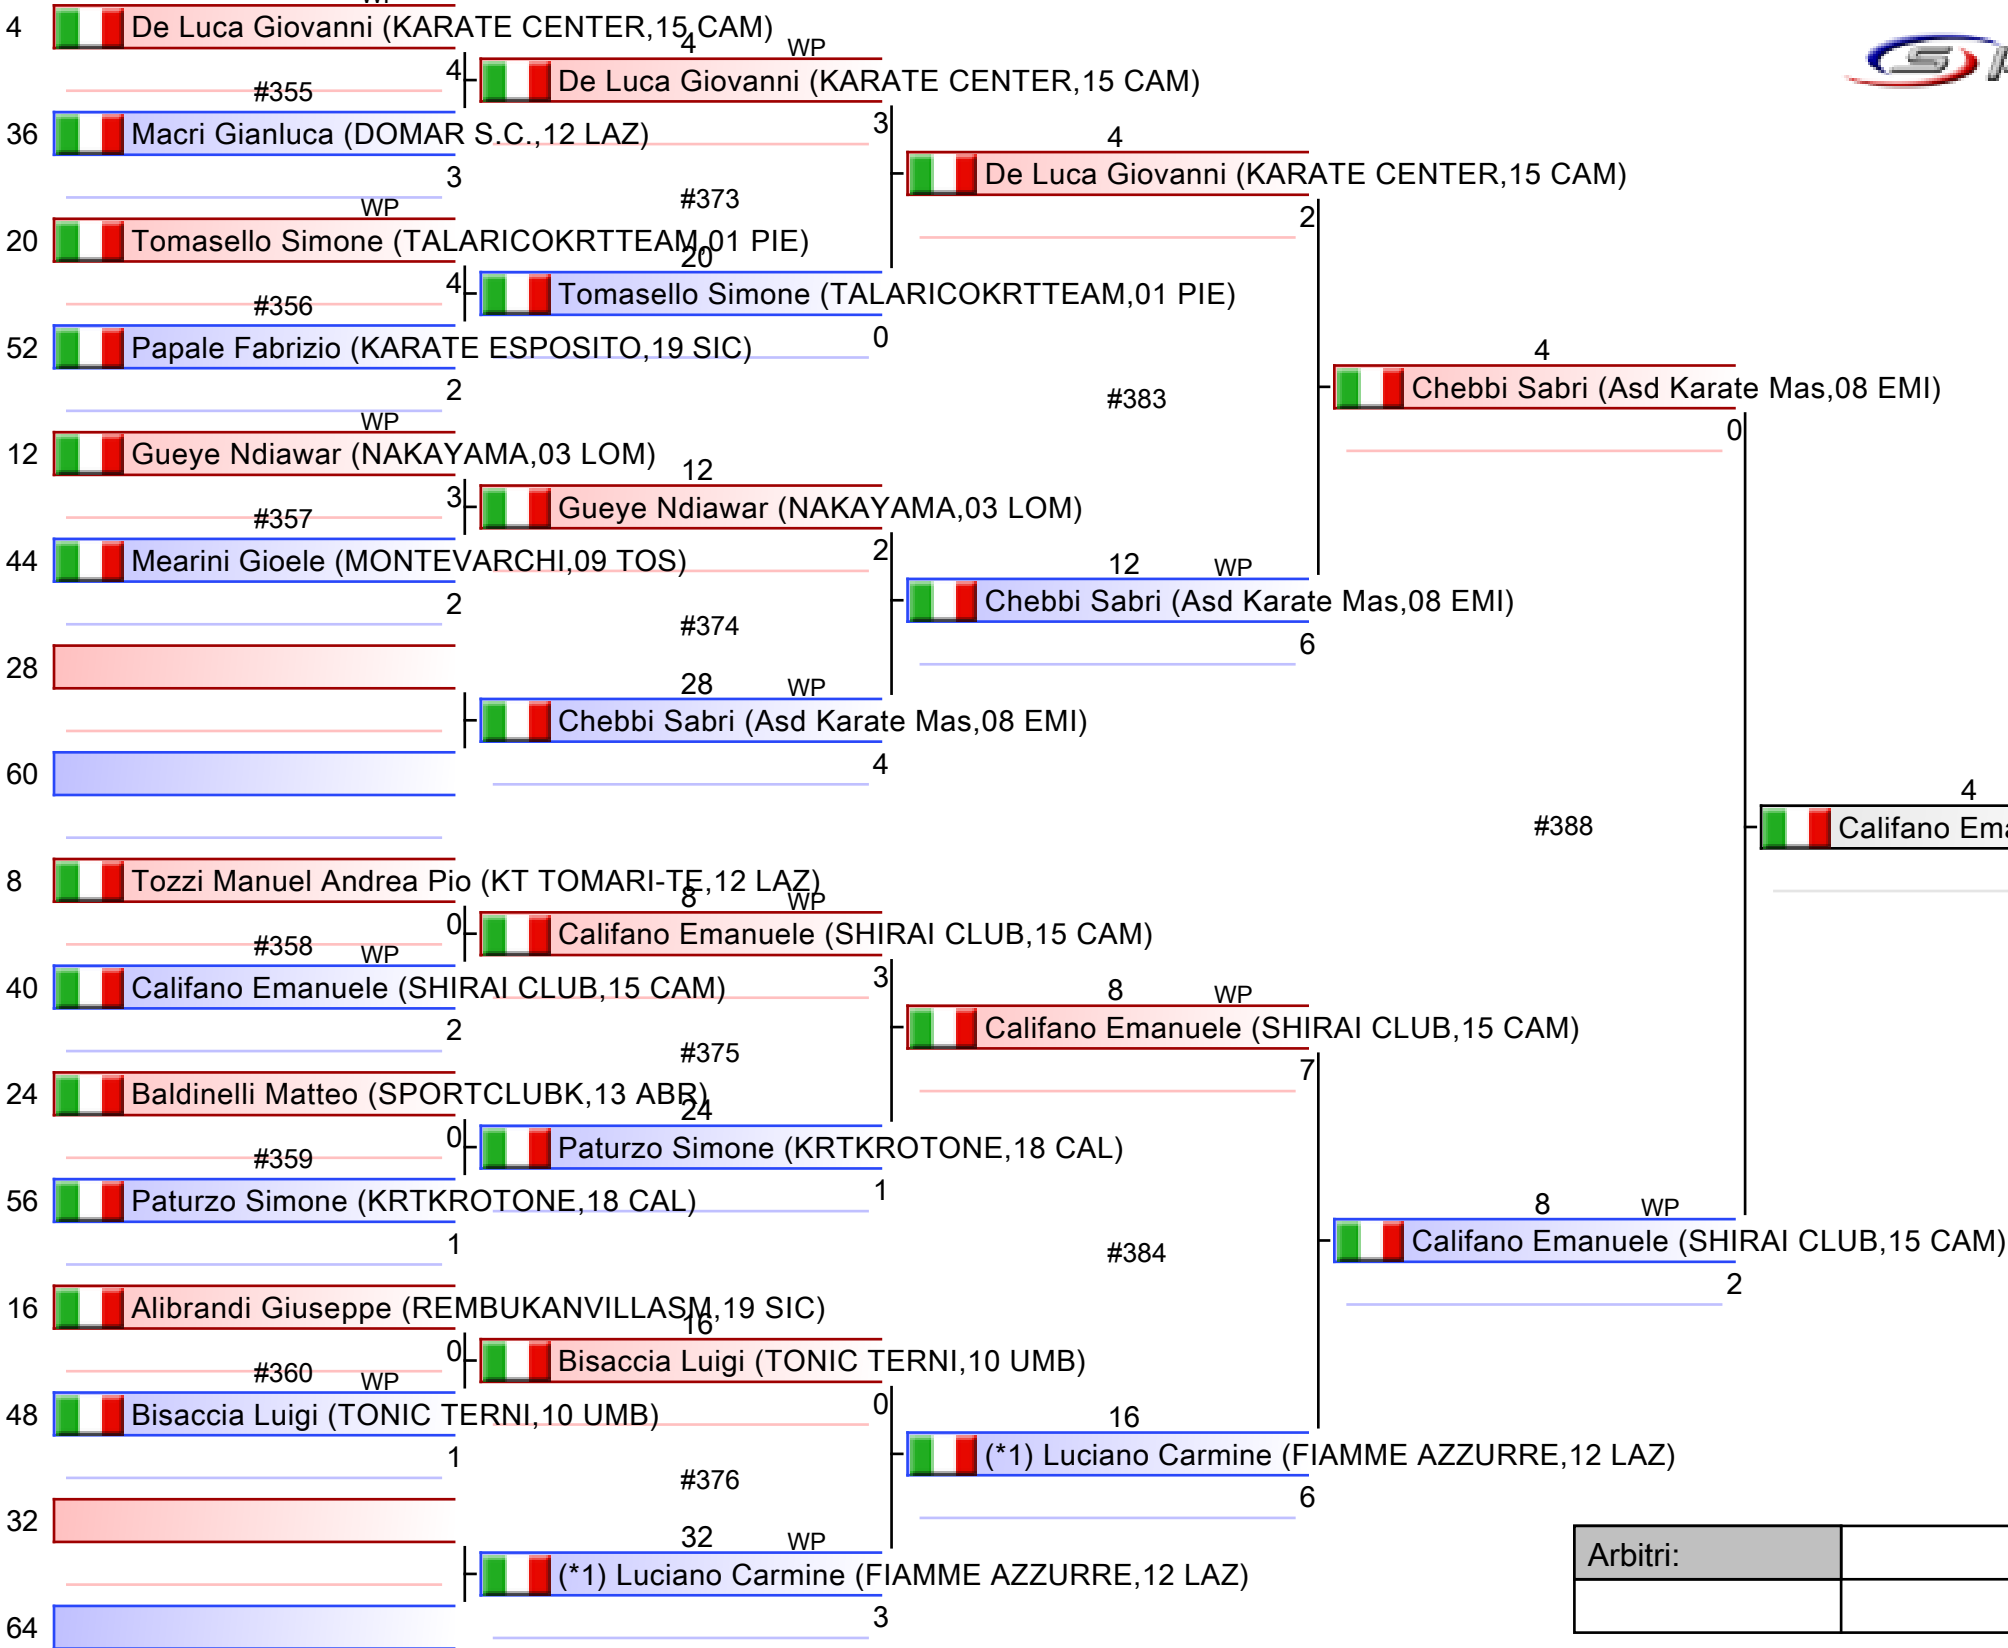 WP
4 De Luca Giovanni (KARATE CENTER,15 CAM)
4
#355
36 Macri Gianluca (DOMAR S.C.,12 LAZ)
3
WP
20 Tomasello Simone (TALARICOKRTTEAM,01 PIE)
4
#356
52 Papale Fabrizio (KARATE ESPOSITO,19 SIC)
2
WP
12 Gueye Ndiawar (NAKAYAMA,03 LOM)
3
#357
44 Mearini Gioele (MONTEVARCHI,09 TOS)
2
28
60
8 Tozzi Manuel Andrea Pio (KT TOMARI-TE,12 LAZ)
0
#358 WP
40 Califano Emanuele (SHIRAI CLUB,15 CAM)
2
24 Baldinelli Matteo (SPORTCLUBK,13 ABR)
0
#359
56 Paturzo Simone (KRTKROTONE,18 CAL)
1
16 Alibrandi Giuseppe (REMBUKANVILLASM,19 SIC)
0
#360 WP
48 Bisaccia Luigi (TONIC TERNI,10 UMB)
1
32
64
4 WP
De Luca Giovanni (KARATE CENTER,15 CAM)
3
#373
20
Tomasello Simone (TALARICOKRTTEAM,01 PIE)
0
12
Gueye Ndiawar (NAKAYAMA,03 LOM)
2
#374
28 WP
Chebbi Sabri (Asd Karate Mas,08 EMI)
4
8 WP
Califano Emanuele (SHIRAI CLUB,15 CAM)
3
#375
24
Paturzo Simone (KRTKROTONE,18 CAL)
1
16
Bisaccia Luigi (TONIC TERNI,10 UMB)
0
#376
32 WP
(*1) Luciano Carmine (FIAMME AZZURRE,12 LAZ)
3
4
De Luca Giovanni (KARATE CENTER,15 CAM)
2
#383
12 WP
Chebbi Sabri (Asd Karate Mas,08 EMI)
6
8 WP
Califano Emanuele (SHIRAI CLUB,15 CAM)
7
#384
16
(*1) Luciano Carmine (FIAMME AZZURRE,12 LAZ)
6
4
Chebbi Sabri (Asd Karate Mas,08 EMI)
0
#388
8 WP
Califano Emanuele (SHIRAI CLUB,15 CAM)
2
4
Califano
Arbitri: